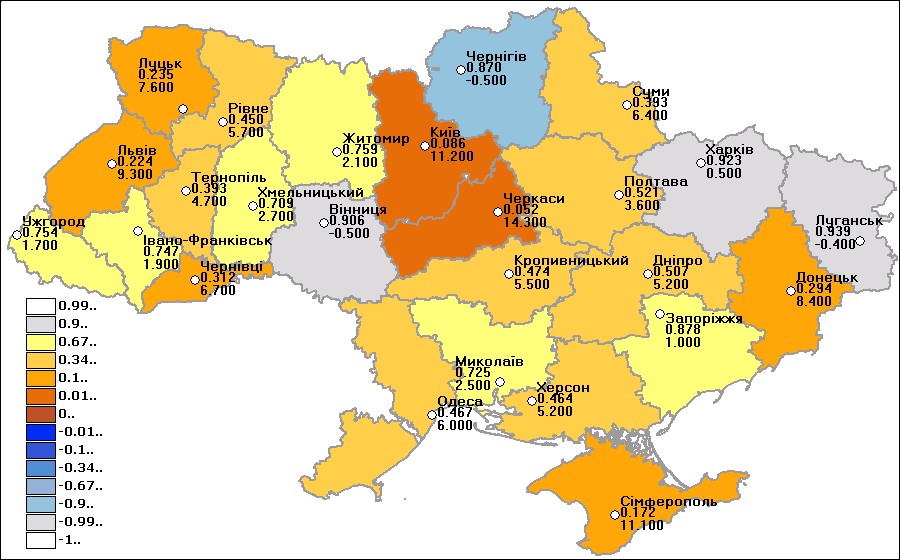 Чернігів
0.870
-0.500
Луцьк
0.235
7.600
Суми
0.393
6.400
Рівне
0.450
5.700
Житомир
0.759
2.100
Київ
0.086
11.200
Харків
0.923
0.500
Львів
0.224
9.300
Тернопіль
0.393
4.700
Хмельницький
0.709
2.700
Вінниця
0.906
-0.500
Черкаси
0.052
14.300
Полтава
0.521
3.600
Луганськ
0.939
-0.400
Ужгород
0.754
1.700
Івано-Франківськ
0.747
1.900
Чернівці
0.312
6.700
Кропивницький
0.474
5.500
Дніпро
0.507
5.200
Донецьк
0.294
8.400
Запоріжжя
0.878
1.000
Миколаїв
0.725
2.500
Херсон
0.464
5.200
Одеса
0.467
6.000
Сімферополь
0.172
11.100
0.99..
0.9..
0.67..
0.34..
0.1..
0.01..
0..
-0.01..
-0.1..
-0.34..
-0.67..
-0.9..
-0.99..
-1..